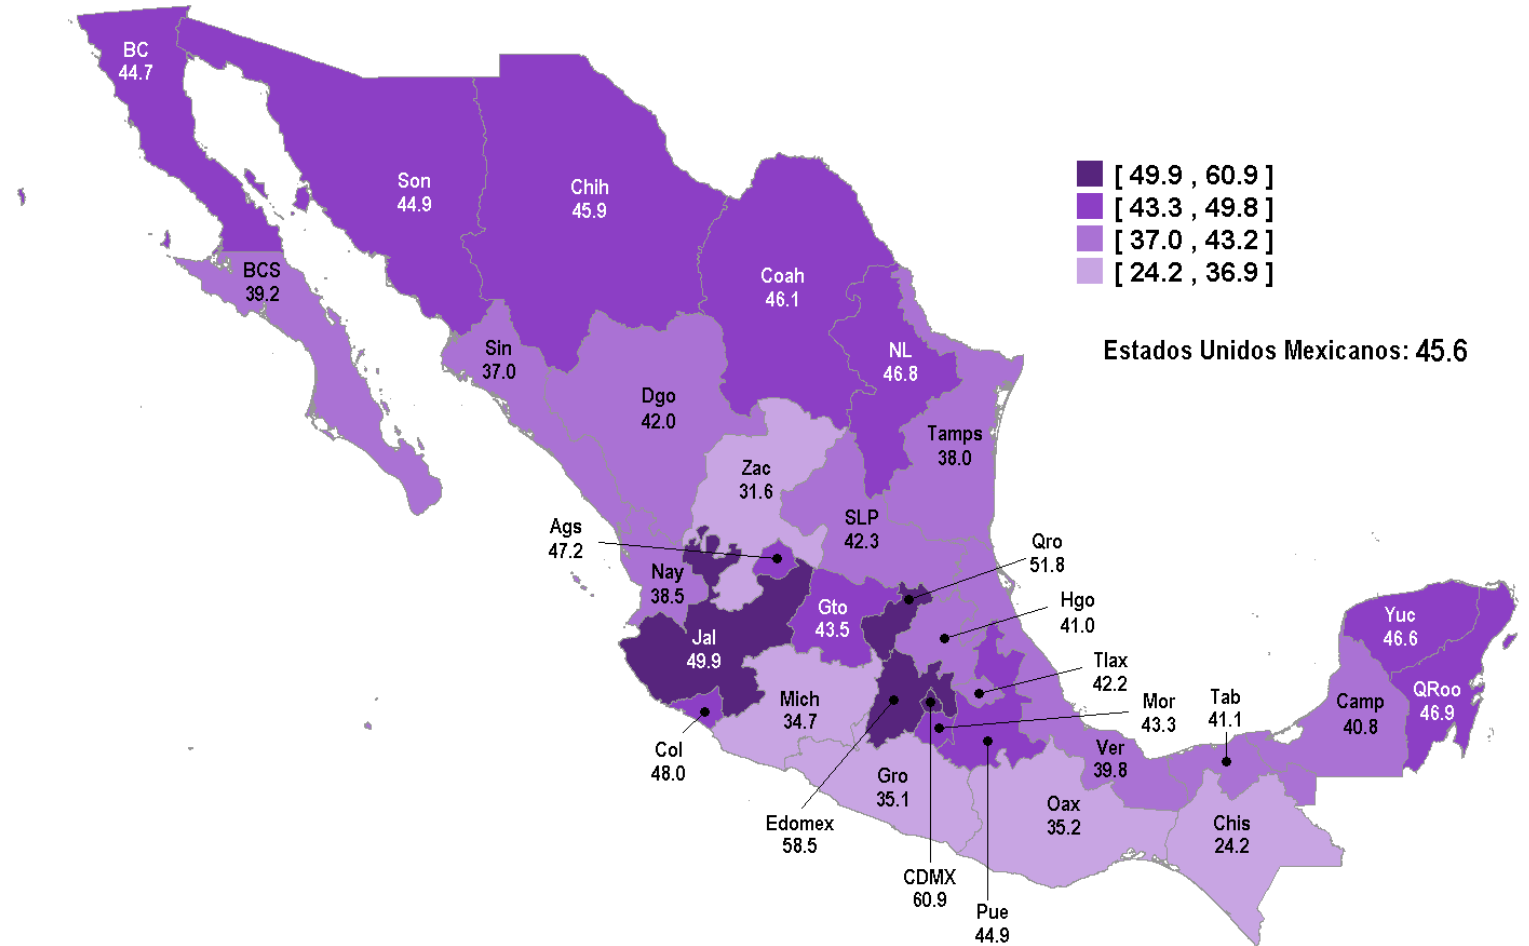 BC
44.7
Son
44.9
Chih
45.9
[ 49.9 , 60.9 ]
[ 43.3 , 49.8 ]
[ 37.0 , 43.2 ]
[ 24.2 , 36.9 ]
BCS
39.2
Coah
46.1
Estados Unidos Mexicanos: 45.6
Sin
37.0
NL
46.8
Dgo
42.0
Tamps
38.0
Zac
31.6
SLP
42.3
Ags
47.2
Qro
51.8
Nay
38.5
Gto
43.5
Hgo
41.0
Yuc
46.6
Jal
49.9
Tlax
42.2
QRoo
46.9
Mich
34.7
Mor
43.3
Tab
41.1
Camp
40.8
Col
48.0
Ver
39.8
Gro
35.1
Oax
35.2
Edomex
58.5
Chis
24.2
CDMX
60.9
Pue
44.9